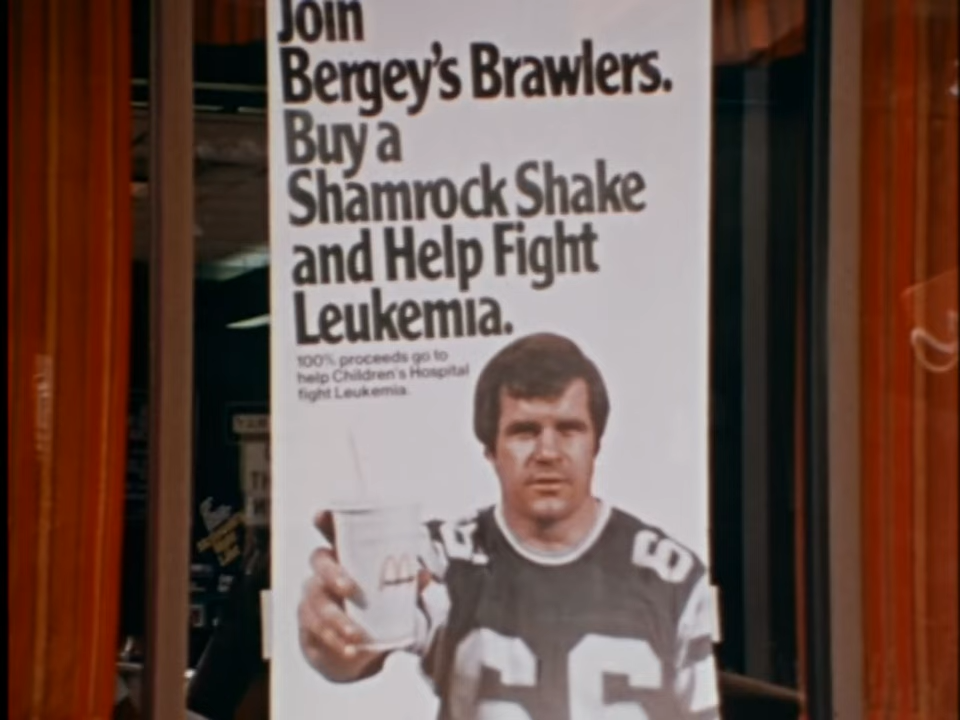 Join
Bergey's Brawlers.
Buy a
Shamrock Shake
and Help Fight
Leukemia.
100% proceeds go to
help Children's Hospital
fight Leukemia.
66
66